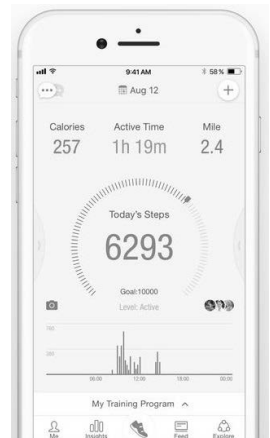 9:41 AM
58%
Aug 12
Calories
Active Time
Mile
257
1h 19m
2.4
Today's Steps
6293
Goal:10000
Level: Active
06:00 12:00 18:00 00:00
My Training Program
Me Insights Feed Explore